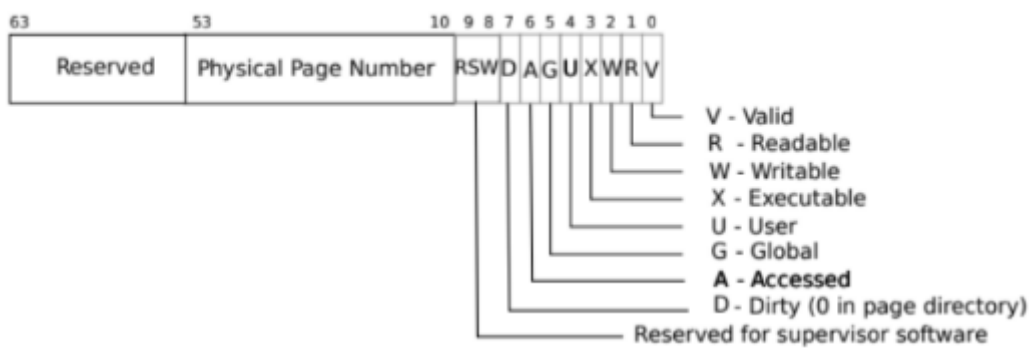 63 53 10 9 8 7 6 5 4 3 2 1 0
Reserved Physical Page Number RSW D A G U X W R V
V - Valid
R - Readable
W - Writable
X - Executable
U - User
G - Global
A - Accessed
D - Dirty (0 in page directory)
Reserved for supervisor software